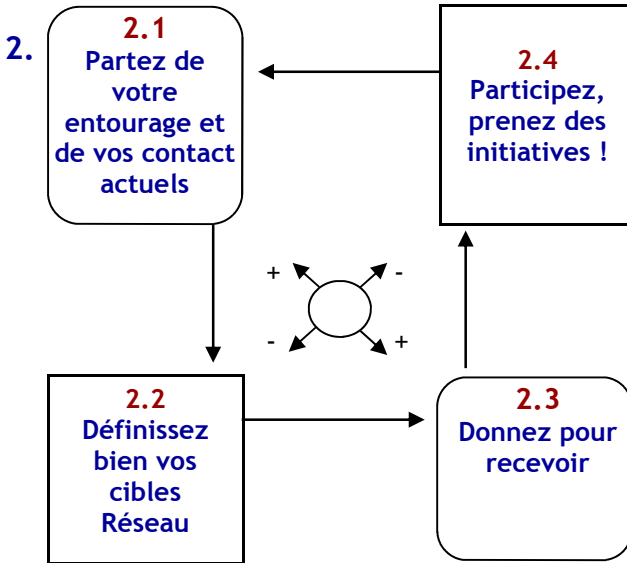 2.
2.1
Partez de
votre
entourage et
de vos contact
actuels
2.4
Participez,
prenez des
initiatives !
+
-
-
+
2.2
Définissez
bien vos
cibles
Réseau
2.3
Donnez pour
recevoir